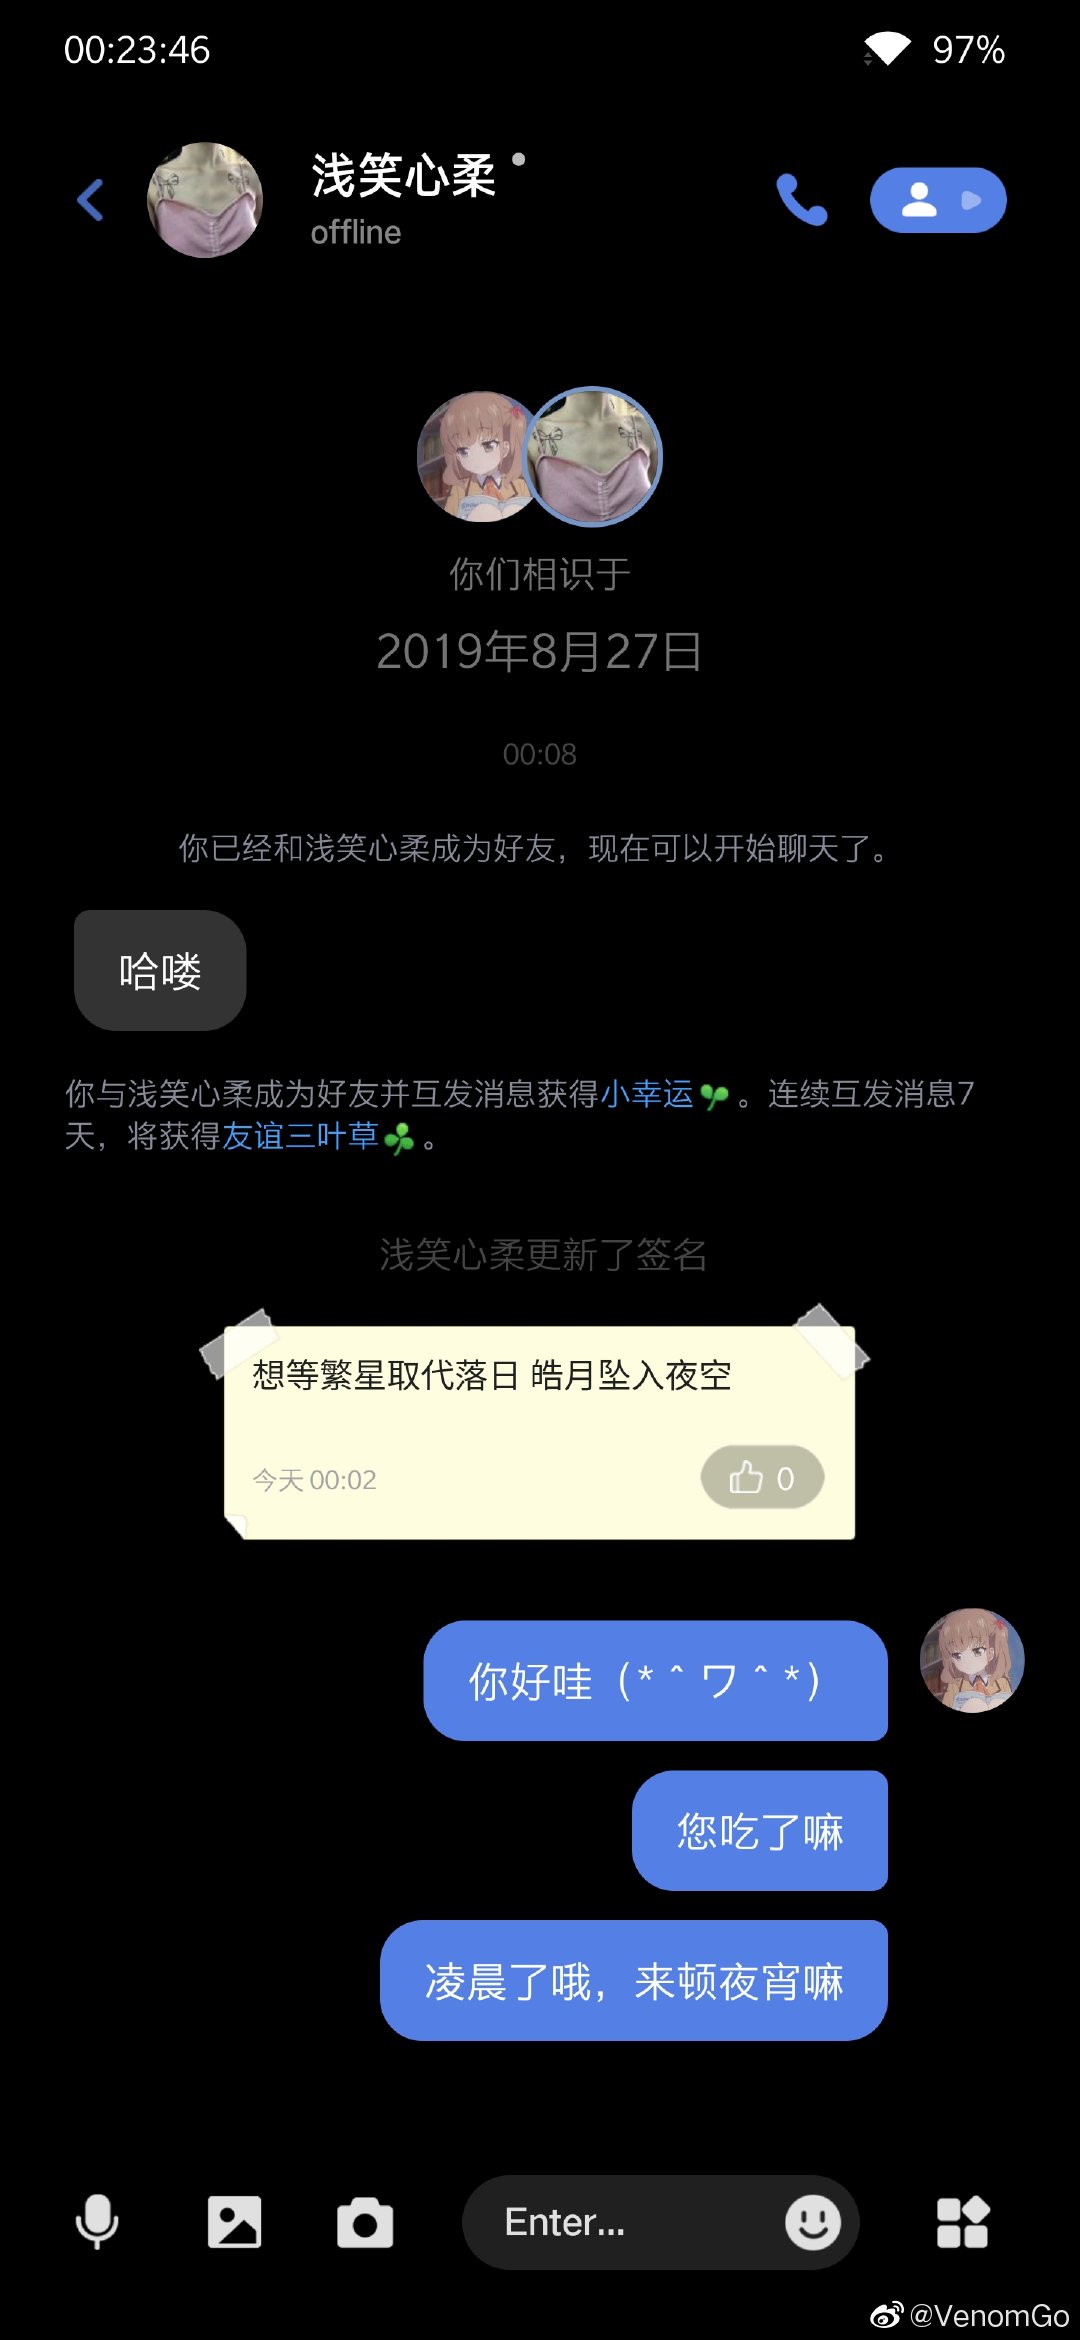 00:23:46
97%
浅笑心柔
offline
你们相识于
2019年8月27日
00:08
你已经和浅笑心柔成为好友，现在可以开始聊天了。
哈喽
你与浅笑心柔成为好友并互发消息获得小幸运。连续互发消息7
天，将获得友谊三叶草。
浅笑心柔更新了签名
想等繁星取代落日 皓月坠入夜空
今天 00:02
0
你好哇（*＾ワ＾*）
您吃了嘛
凌晨了哦，来顿夜宵嘛
Enter...
@VenomGo